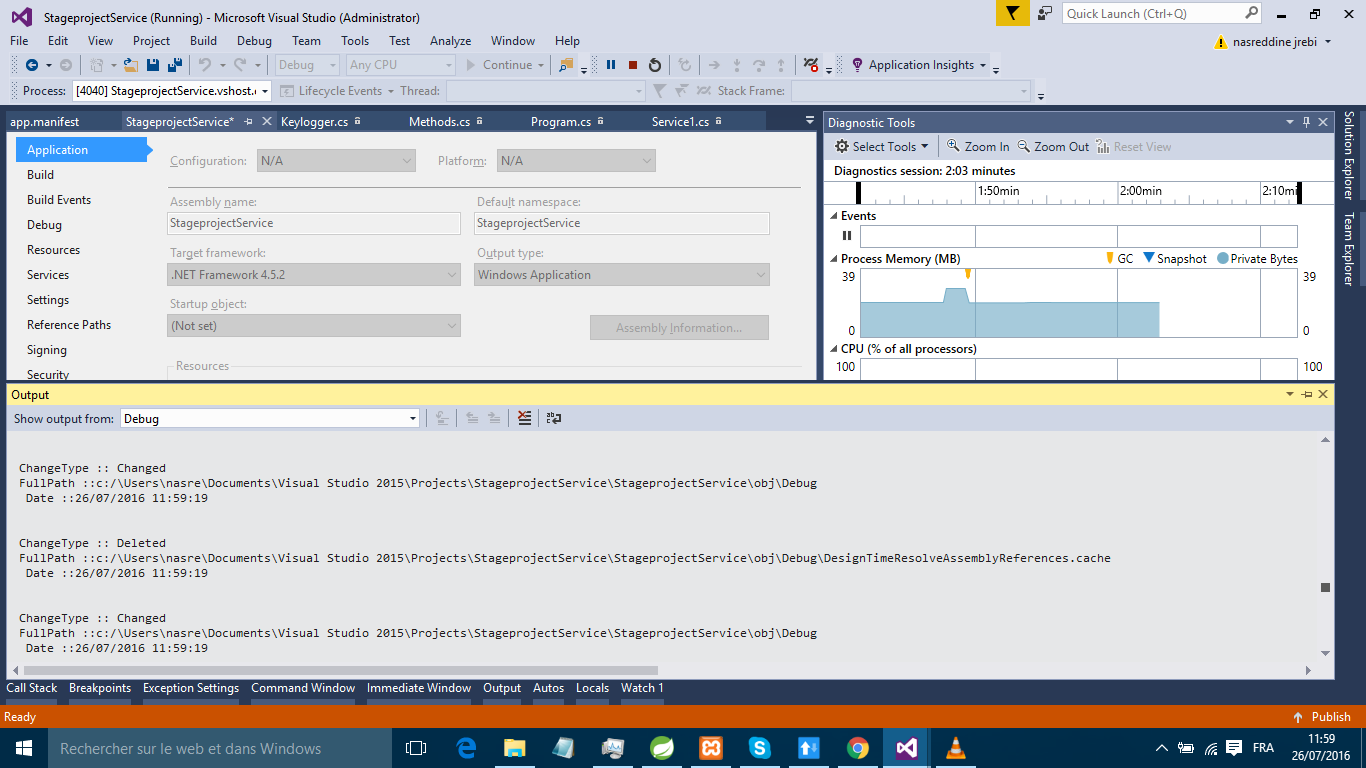 StageprojectService (Running) - Microsoft Visual Studio (Administrator)
Quick Launch (Ctrl+Q)
File Edit View Project Build Debug Team Tools Test Analyze Window Help
nasreddine jrebi
Debug Any CPU Continue Application Insights
Process: [4040] StageprojectService.vshost. Lifecycle Events Thread: Stack Frame:
app.manifest StageprojectService* Keylogger.cs Methods.cs Program.cs Service1.cs
Application
Build
Build Events
Debug
Resources
Services
Settings
Reference Paths
Signing
Security
Configuration: N/A Platform: N/A
Assembly name: Default namespace:
StageprojectService StageprojectService
Target framework: Output type:
.NET Framework 4.5.2 Windows Application
Startup object:
(Not set) Assembly Information...
Resources
Diagnostic Tools
Select Tools Zoom In Zoom Out Reset View
Diagnostics session: 2:03 minutes
1:50min 2:00min 2:10mi
Events
Process Memory (MB) GC Snapshot Private Bytes
39 39
0 0
CPU (% of all processors)
100 100
Solution Explorer
Team Explorer
Output
Show output from: Debug
ChangeType :: Changed
FullPath ::c:/\Users\nasre\Documents\Visual Studio 2015\Projects\StageprojectService\StageprojectService\obj\Debug
Date ::26/07/2016 11:59:19
ChangeType :: Deleted
FullPath ::c:/\Users\nasre\Documents\Visual Studio 2015\Projects\StageprojectService\StageprojectService\obj\Debug\DesignTimeResolveAssemblyReferences.cache
Date ::26/07/2016 11:59:19
ChangeType :: Changed
FullPath ::c:/\Users\nasre\Documents\Visual Studio 2015\Projects\StageprojectService\StageprojectService\obj\Debug
Date ::26/07/2016 11:59:19
Call Stack Breakpoints Exception Settings Command Window Immediate Window Output Autos Locals Watch 1
Ready Publish
Rechercher sur le web et dans Windows
FRA
11:59
26/07/2016